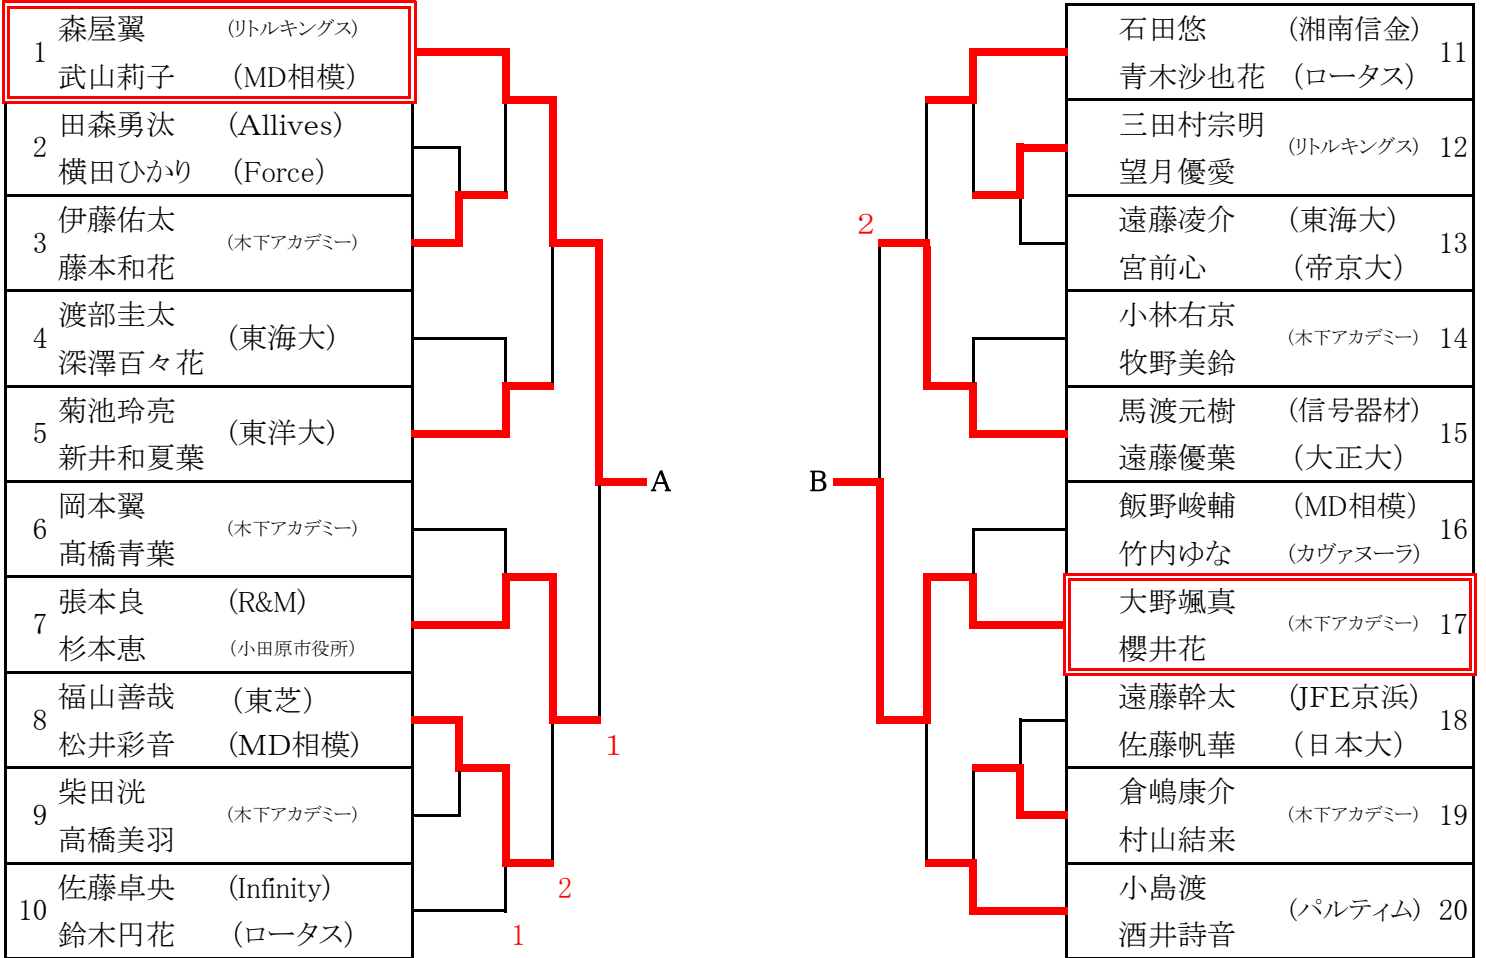 1 森屋翼 (リトルキングス)
武山莉子 (MD相模)
2 田森勇汰 (Allives)
横田ひかり (Force)
3 伊藤佑太 (木下アカデミー)
藤本和花
4 渡部圭太 (東海大)
深澤百々花
5 菊池玲亮 (東洋大)
新井和夏葉
6 岡本翼 (木下アカデミー)
髙橋青葉
7 張本良 (R&M)
杉本恵 (小田原市役所)
8 福山善哉 (東芝)
松井彩音 (MD相模)
9 柴田洸 (木下アカデミー)
高橋美羽
10 佐藤卓央 (Infinity)
鈴木円花 (ロータス)
A
1
2
1
2
B
石田悠 (湘南信金) 11
青木沙也花 (ロータス)
三田村宗明 (リトルキングス) 12
望月優愛
遠藤凌介 (東海大) 13
宮前心 (帝京大)
小林右京 (木下アカデミー) 14
牧野美鈴
馬渡元樹 (信号器材) 15
遠藤優葉 (大正大)
飯野峻輔 (MD相模) 16
竹内ゆな (カヴァヌーラ)
大野颯真 (木下アカデミー) 17
櫻井花
遠藤幹太 (JFE京浜) 18
佐藤帆華 (日本大)
倉嶋康介 (木下アカデミー) 19
村山結来
小島渡 (パルティム) 20
酒井詩音